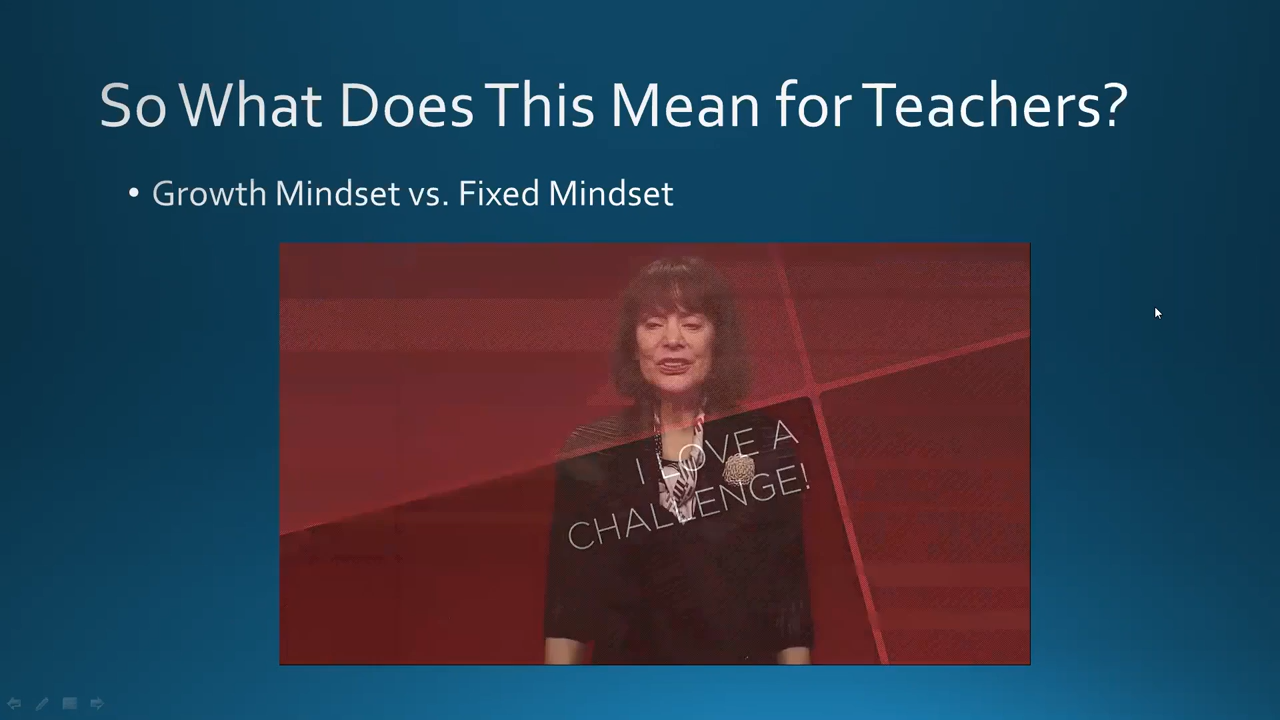 So What Does This Mean for Teachers?
• Growth Mindset vs. Fixed Mindset
I LOVE A
CHALLENGE!